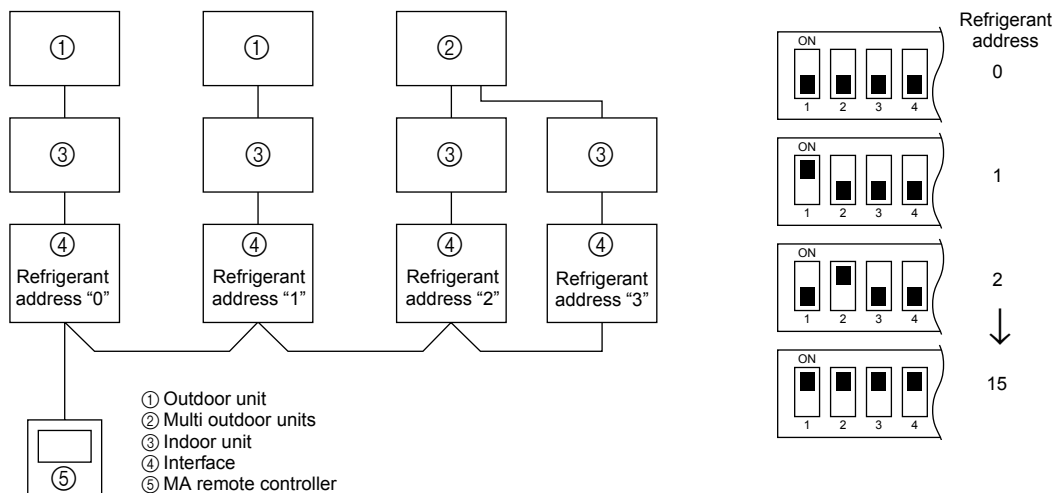 ① ① ②
③ ③ ③ ③
④ ④ ④ ④
Refrigerant Refrigerant Refrigerant Refrigerant
address “0” address “1” address “2” address “3”
⑤
① Outdoor unit
② Multi outdoor units
③ Indoor unit
④ Interface
⑤ MA remote controller
Refrigerant
address
ON
1 2 3 4
0
ON
1 2 3 4
1
ON
1 2 3 4
2
ON
1 2 3 4
15